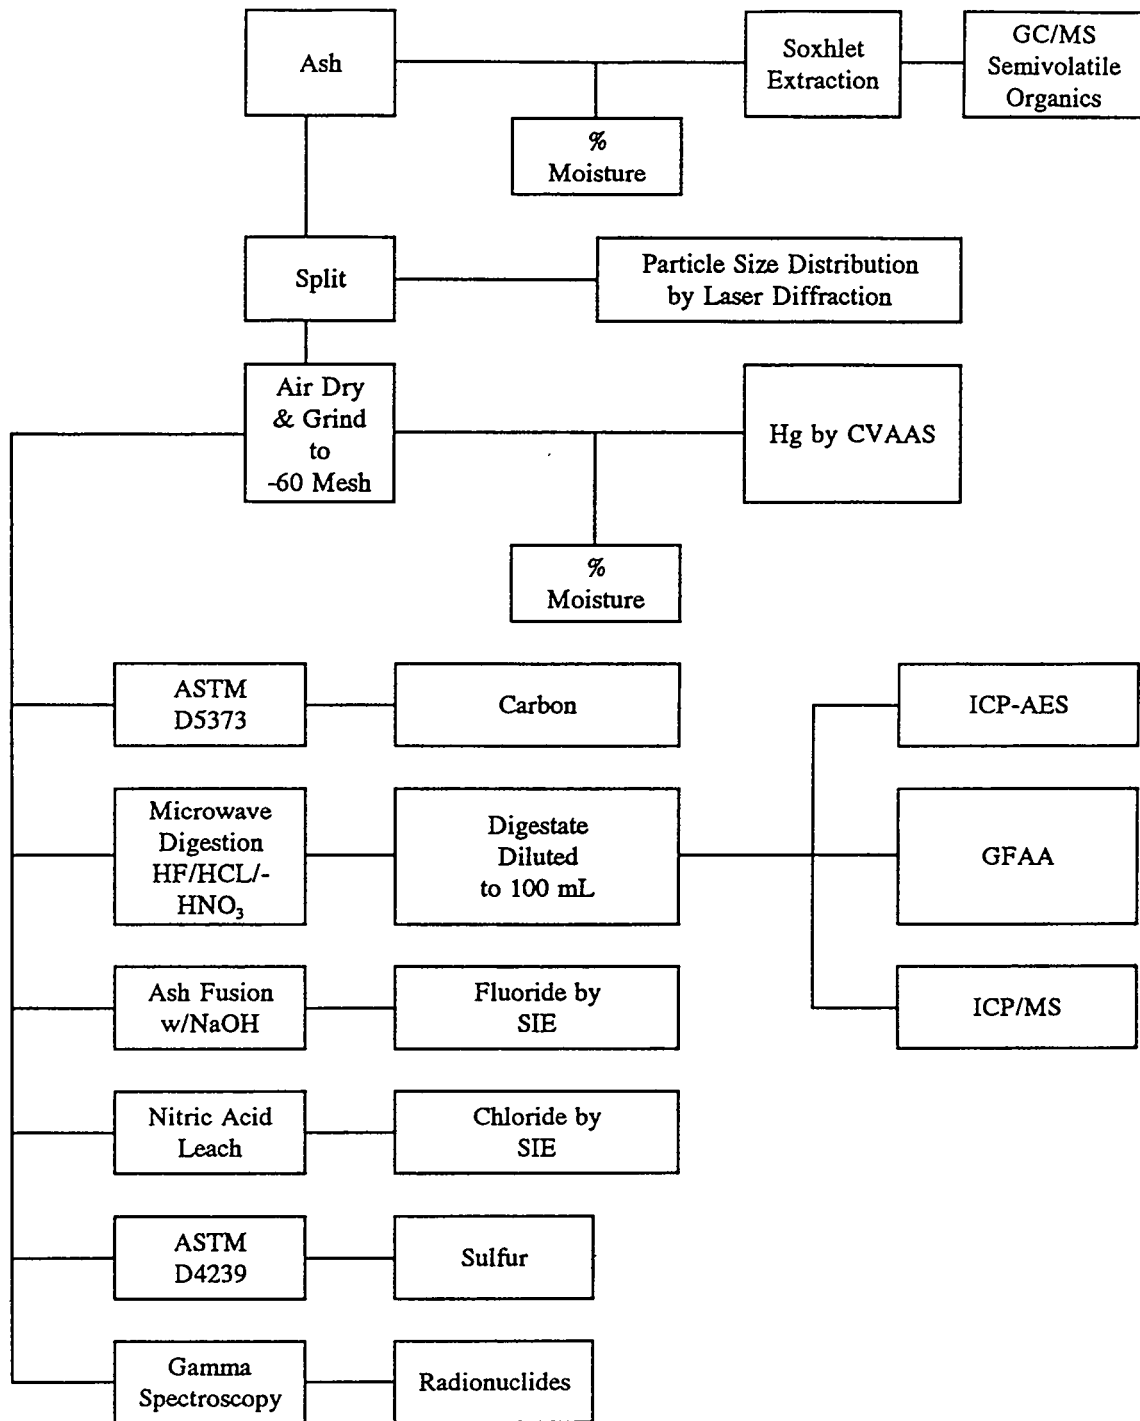 Ash
Soxhlet
Extraction
GC/MS
Semivolatile
Organics
%
Moisture
Split
Particle Size Distribution
by Laser Diffraction
Air Dry
& Grind
to
-60 Mesh
Hg by CVAAS
%
Moisture
ASTM
D5373
Carbon
ICP-AES
Microwave
Digestion
HF/HCL/-
HNO₃
Digestate
Diluted
to 100 mL
GFAA
Ash Fusion
w/NaOH
Fluoride by
SIE
ICP/MS
Nitric Acid
Leach
Chloride by
SIE
ASTM
D4239
Sulfur
Gamma
Spectroscopy
Radionuclides